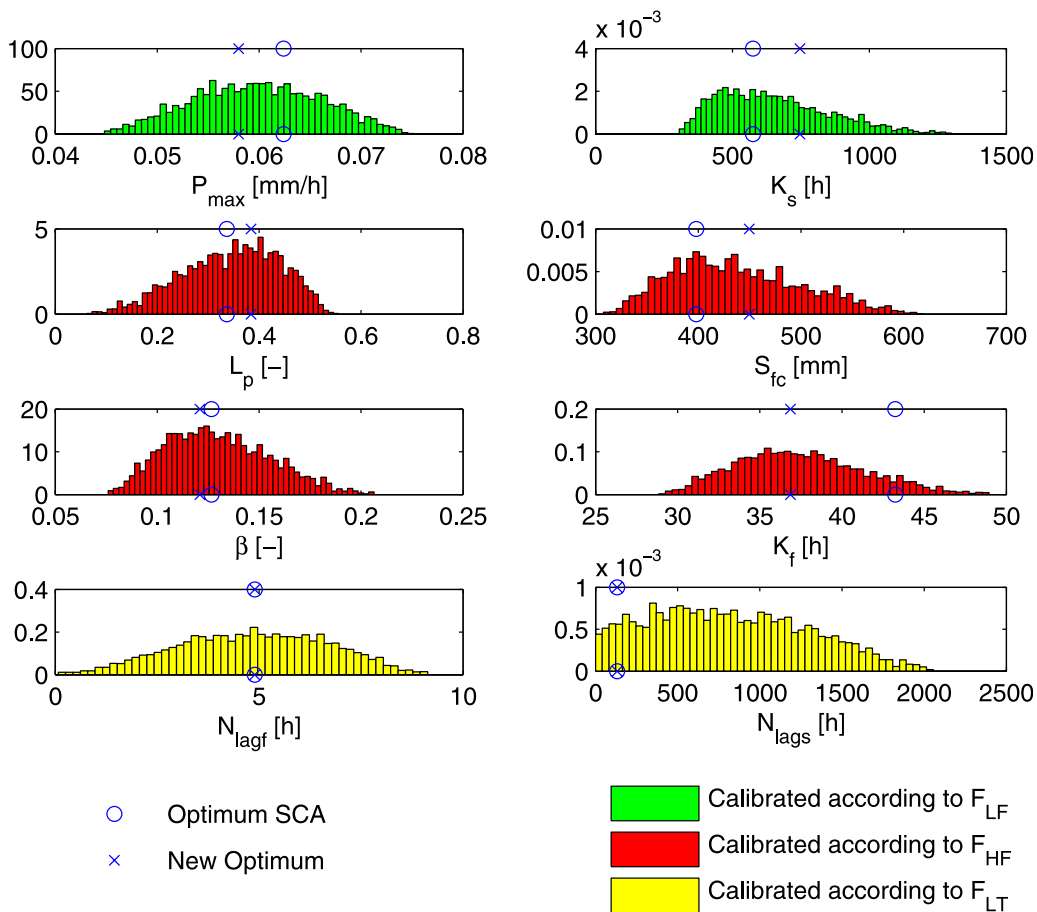 100
50
0
0.04 0.05 0.06 0.07 0.08
P_max [mm/h]
x 10^-3
4
2
0
0 500 1000 1500
K_s [h]
5
0
0 0.2 0.4 0.6 0.8
L_p [–]
0.01
0.005
0
300 400 500 600 700
S_fc [mm]
20
10
0
0.05 0.1 0.15 0.2 0.25
β [–]
0.2
0.1
0
25 30 35 40 45 50
K_f [h]
0.4
0.2
0
0 5 10
N_lagf [h]
x 10^-3
1
0.5
0
0 500 1000 1500 2000 2500
N_lags [h]
Optimum SCA
New Optimum
Calibrated according to F_LF
Calibrated according to F_HF
Calibrated according to F_LT